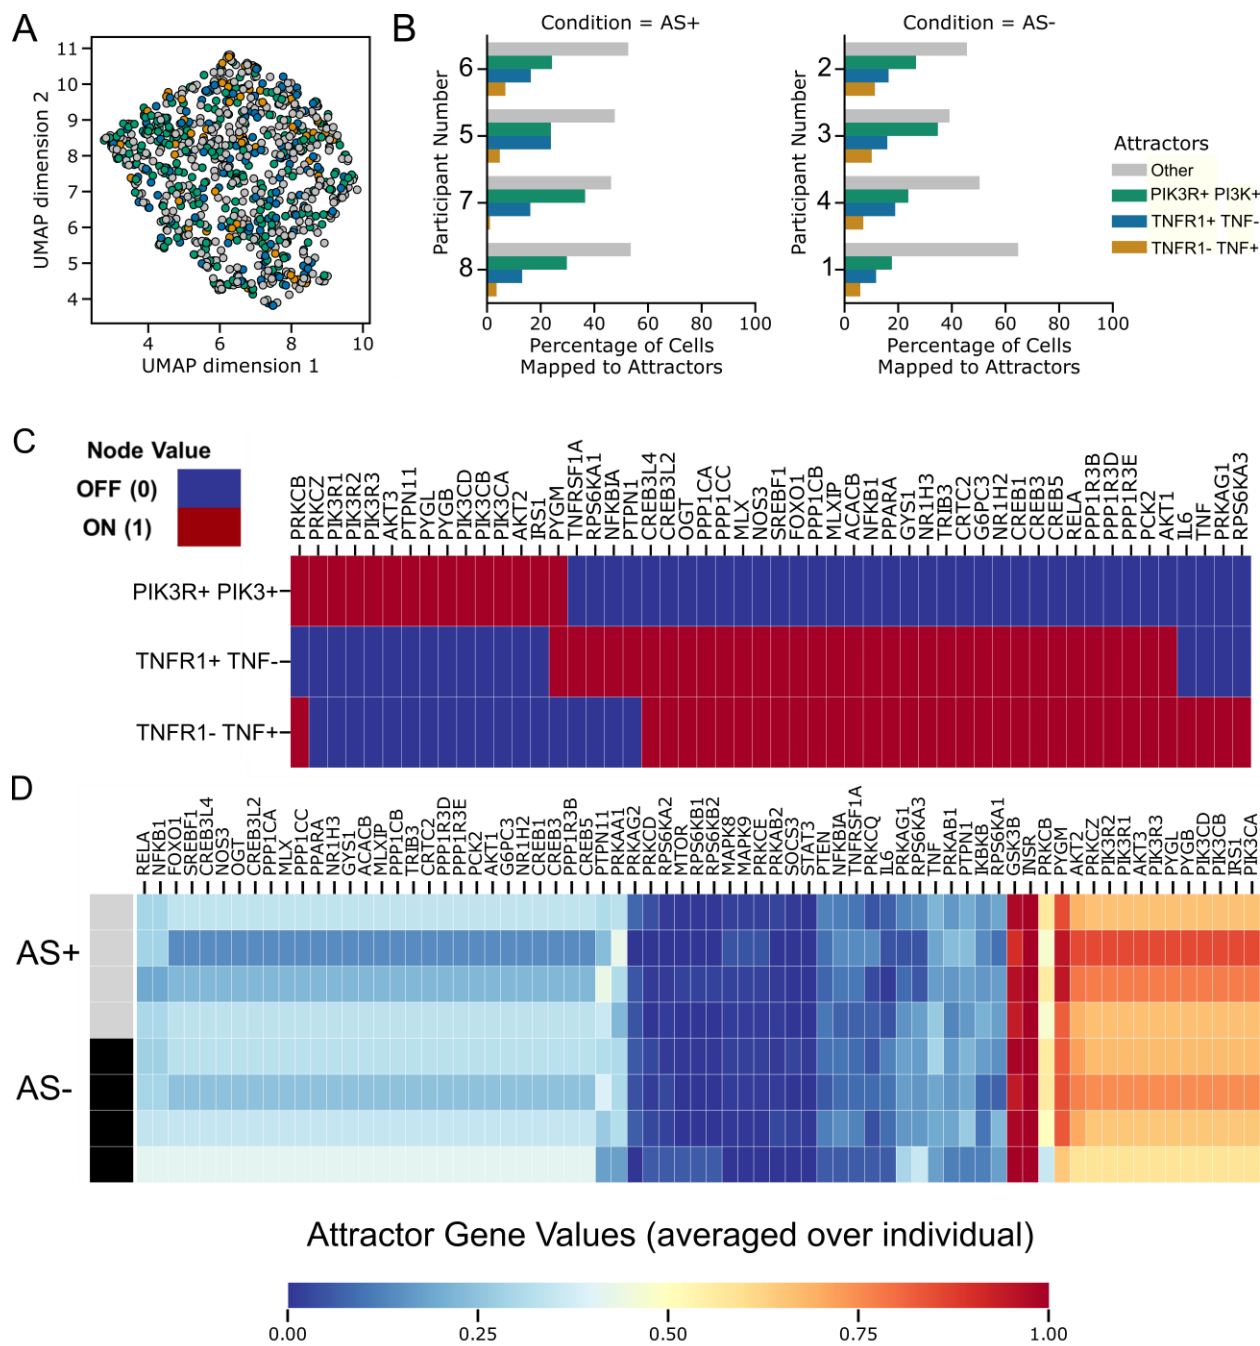 A
UMAP dimension 2
11
10
9
8
7
6
5
4
4
6
8
10
UMAP dimension 1
B
Condition = AS+
Participant Number
6
5
7
8
0
20
40
60
80
100
Percentage of Cells
Mapped to Attractors
Condition = AS-
Participant Number
2
3
4
1
0
20
40
60
80
100
Percentage of Cells
Mapped to Attractors
Attractors
Other
PIK3R+ PI3K+
TNFR1+ TNF-
TNFR1- TNF+
C
Node Value
OFF (0)
ON (1)
PRKCB
PRKCZ
PIK3R1
PIK3R2
PIK3R3
AKT3
PTPN11
PYGL
PYGB
PIK3CD
PIK3CB
PIK3CA
AKT2
IRS1
PYGM
TNFRSF1A
RPS6KA1
NFKBIA
PTPN1
CREB3L4
CREB3L2
OGT
PPP1CA
PPP1CC
MLX
NOS3
SREBF1
FOXO1
PPP1CB
MLXIP
ACACB
NFKB1
PPARA
GYS1
NR1H3
TRIB3
CRTC2
G6PC3
NR1H2
CREB1
CREB3
CREB5
RELA
PPP1R3B
PPP1R3D
PPP1R3E
PCK2
AKT1
IL6
TNF
PRKAG1
RPS6KA3
PIK3R+ PIK3+
TNFR1+ TNF-
TNFR1- TNF+
D
RELA
NFKB1
FOXO1
SREBF1
CREB3L4
NOS3
OGT
CREB3L2
PPP1CA
MLX
PPP1CC
PPARA
NR1H3
GYS1
ACACB
MLXIP
PPP1CB
TRIB3
CRTC2
PPP1R3D
PPP1R3E
PCK2
AKT1
G6PC3
NR1H2
CREB1
CREB3
PPP1R3B
CREB5
PTPN11
PRKAA1
PRKAG2
PRKCD
RPS6KA2
MTOR
RPS6KB1
RPS6KB2
MAPK8
MAPK9
PRKCE
PRKAB2
SOCS3
STAT3
PTEN
NFKBIA
TNFRSF1A
PRKCQ
IL6
PRKAG1
RPS6KA3
TNF
PRKAB1
PTPN1
IKBKB
RPS6KA1
GSK3B
INSR
PRKCB
PYGM
AKT2
PRKCZ
PIK3R2
PIK3R1
AKT3
PIK3R3
PYGL
PYGB
PIK3CD
PIK3CB
IRS1
PIK3CA
AS+
AS-
Attractor Gene Values (averaged over individual)
0.00
0.25
0.50
0.75
1.00